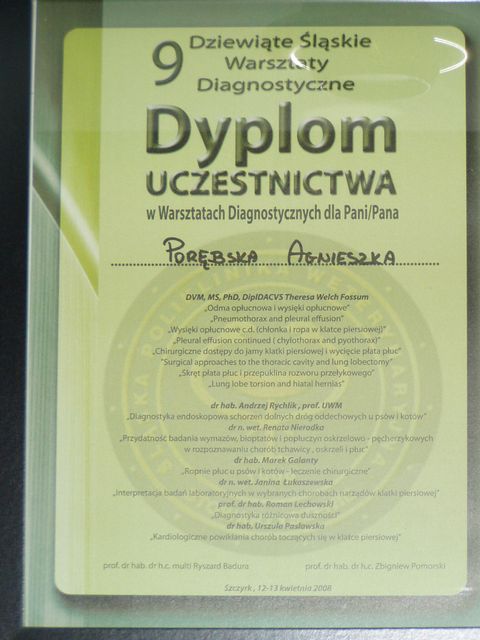 9 Dziewiąte Śląskie
Warsztaty
Diagnostyczne
Dyplom
UCZESTNICTWA
w Warsztatach Diagnostycznych dla Pani/Pana
PORĘBSKA AGNIESZKA
DVM, MS, PhD, DiplDACVS Theresa Welch Fossum
„Odma opłucnowa i wysięki opłucnowe”
„Pneumothorax and pleural effusion”
„Wysięki opłucnowe c.d. (chłonka i ropa w klatce piersiowej)”
„Pleural effusion continued ( chylothorax and pyothorax)”
„Chirurgiczne dostępy do jamy klatki piersiowej i wycięcie płata płuc”
"Surgical approaches to the thoracic cavity and lung lobectomy”
„Skręt płata płuc i przepuklina rozworu przełykowego”
„Lung lobe torsion and hiatal hernias”
dr hab. Andrzej Rychlik , prof. UWM
„Diagnostyka endoskopowa schorzeń dolnych dróg oddechowych u psów i kotów”
dr n. wet. Renata Nieradka
„Przydatność badania wymazów, bioptatów i popłuczyn oskrzelowo - pęcherzykowych
w rozpoznawaniu chorób tchawicy , oskrzeli i płuc”
dr hab. Marek Galanty
„Ropnie płuc u psów i kotów - leczenie chirurgiczne”
dr n. wet. Janina Łukaszewska
„Interpretacja badań laboratoryjnych w wybranych chorobach narządów klatki piersiowej”
prof. dr hab. Roman Lechowski
„Diagnostyka różnicowa duszności”
dr hab. Urszula Pasławska
„Kardiologiczne powikłania chorób toczących się w klatce piersiowej”
prof. dr hab. dr h.c. multi Ryszard Badura prof. dr hab. dr h.c. Zbigniew Pomorski
Szczyrk , 12-13 kwietnia 2008